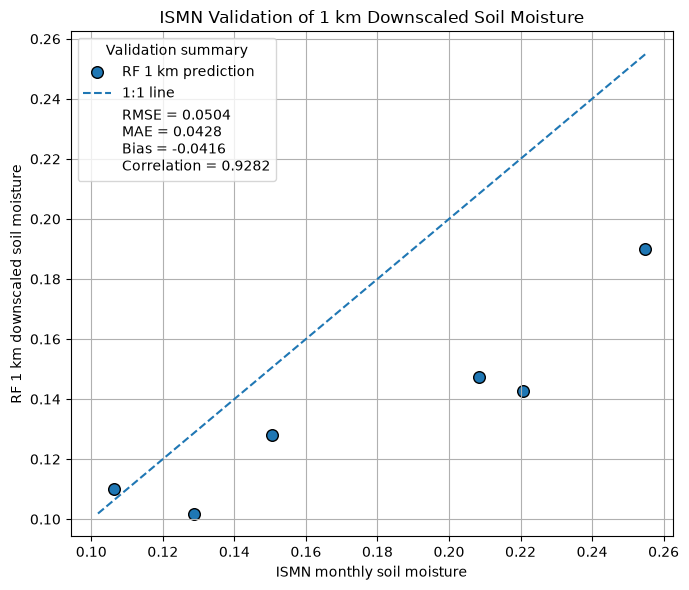 ISMN Validation of 1 km Downscaled Soil Moisture
Validation summary
RF 1 km prediction
1:1 line
RMSE = 0.0504
MAE = 0.0428
Bias = -0.0416
Correlation = 0.9282
RF 1 km downscaled soil moisture
0.26
0.24
0.22
0.20
0.18
0.16
0.14
0.12
0.10
0.10 0.12 0.14 0.16 0.18 0.20 0.22 0.24 0.26
ISMN monthly soil moisture